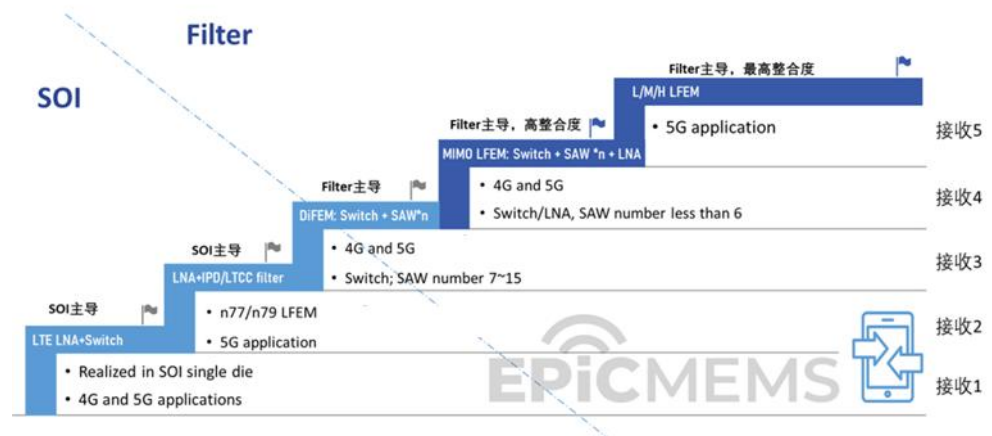 Filter
SOI
Filter主导，最高整合度
L/M/H LFEM
• 5G application
接收5
Filter主导，高整合度
MIMO LFEM: Switch + SAW *n + LNA
• 4G and 5G
• Switch/LNA, SAW number less than 6
接收4
Filter主导
DiFEM: Switch + SAW*n
• 4G and 5G
• Switch; SAW number 7~15
接收3
SOI主导
LNA+IPD/LTCC filter
• n77/n79 LFEM
• 5G application
接收2
SOI主导
LTE LNA+Switch
• Realized in SOI single die
• 4G and 5G applications
接收1
EPICMEMS